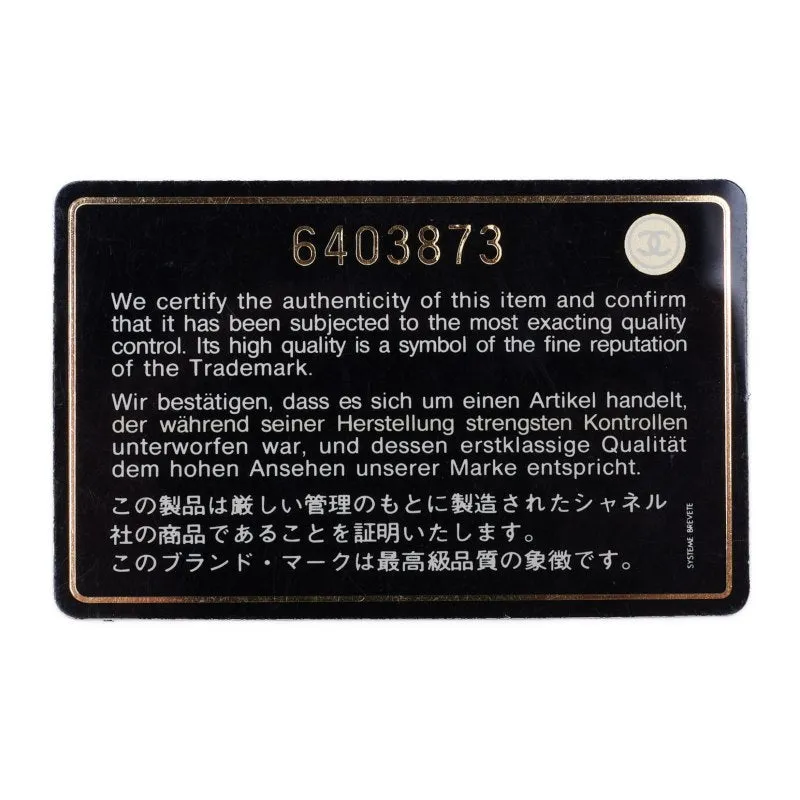 6403873
We certify the authenticity of this item and confirm
that it has been subjected to the most exacting quality
control. Its high quality is a symbol of the fine reputation
of the Trademark.
Wir bestätigen, dass es sich um einen Artikel handelt,
der während seiner Herstellung strengsten Kontrollen
unterworfen war, und dessen erstklassige Qualität
dem hohen Ansehen unserer Marke entspricht.
この製品は厳しい管理のもとに製造されたシャネル
社の商品であることを証明いたします。
このブランド・マークは最高級品質の象徴です。
SYSTEME BREVETE